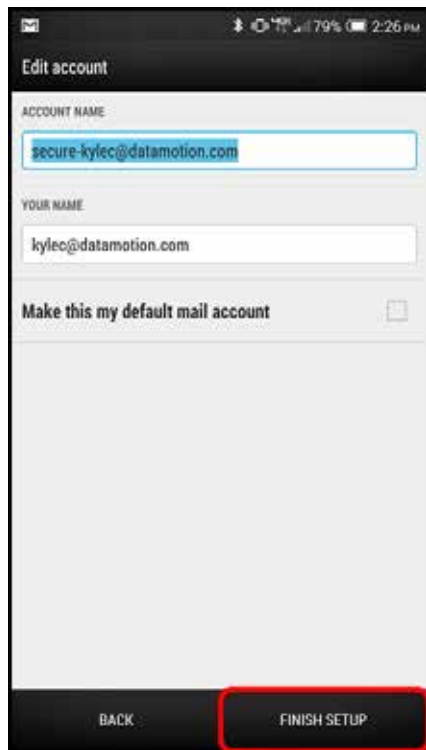 79% 2:26 PM
Edit account
ACCOUNT NAME
secure-kylec@datamotion.com
YOUR NAME
kylec@datamotion.com
Make this my default mail account
BACK FINISH SETUP